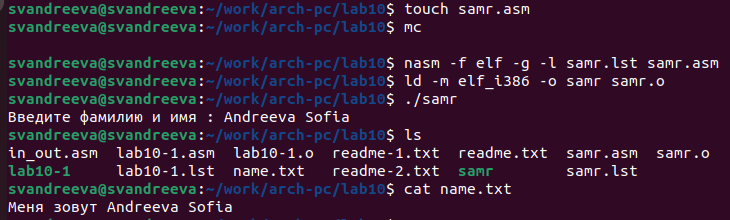 svandreeva@svandreeva:~/work/arch-pc/lab10$ touch samr.asm
svandreeva@svandreeva:~/work/arch-pc/lab10$ mc
svandreeva@svandreeva:~/work/arch-pc/lab10$ nasm -f elf -g -l samr.lst samr.asm
svandreeva@svandreeva:~/work/arch-pc/lab10$ ld -m elf_i386 -o samr samr.o
svandreeva@svandreeva:~/work/arch-pc/lab10$ ./samr
Введите фамилию и имя : Andreeva Sofia
svandreeva@svandreeva:~/work/arch-pc/lab10$ ls
in_out.asm lab10-1.asm lab10-1.o readme-1.txt readme.txt samr.asm samr.o
lab10-1 lab10-1.lst name.txt readme-2.txt samr samr.lst
svandreeva@svandreeva:~/work/arch-pc/lab10$ cat name.txt
Меня зовут Andreeva Sofia